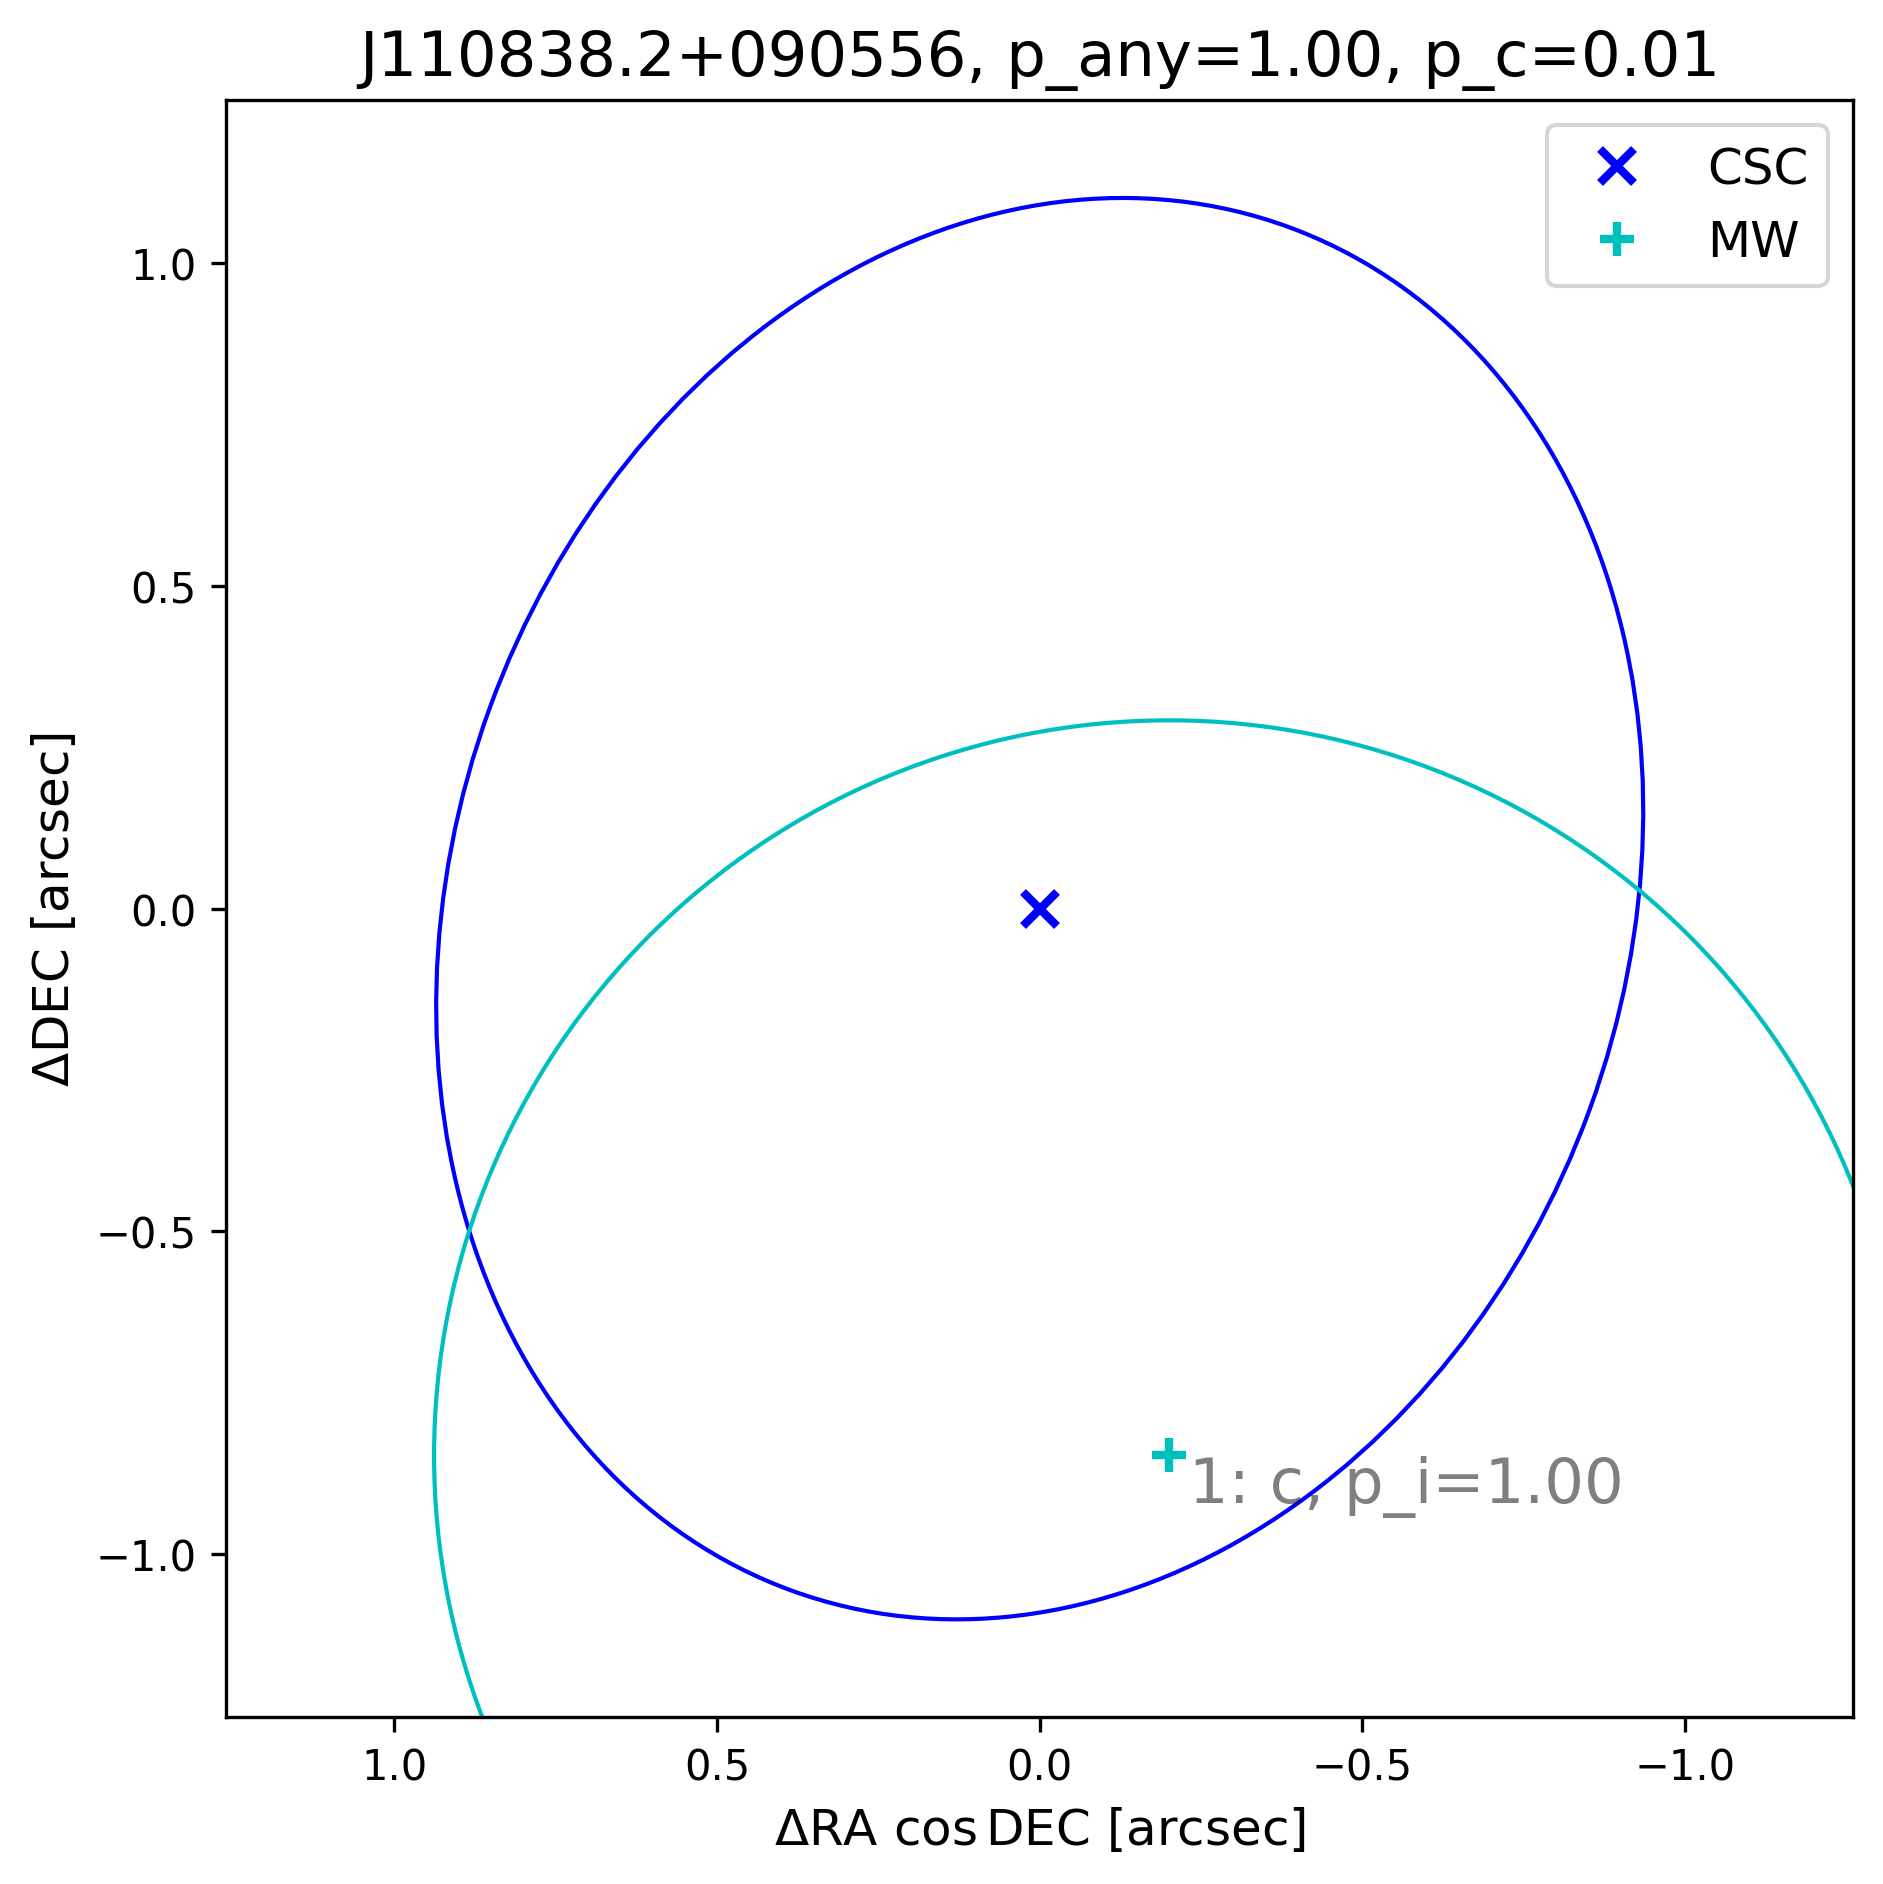 J110838.2+090556, p_any=1.00, p_c=0.01
CSC
MW
1.0
0.5
0.0
−0.5
−1.0
ΔDEC [arcsec]
1: c, p_i=1.00
1.0
0.5
0.0
−0.5
−1.0
ΔRA cos DEC [arcsec]